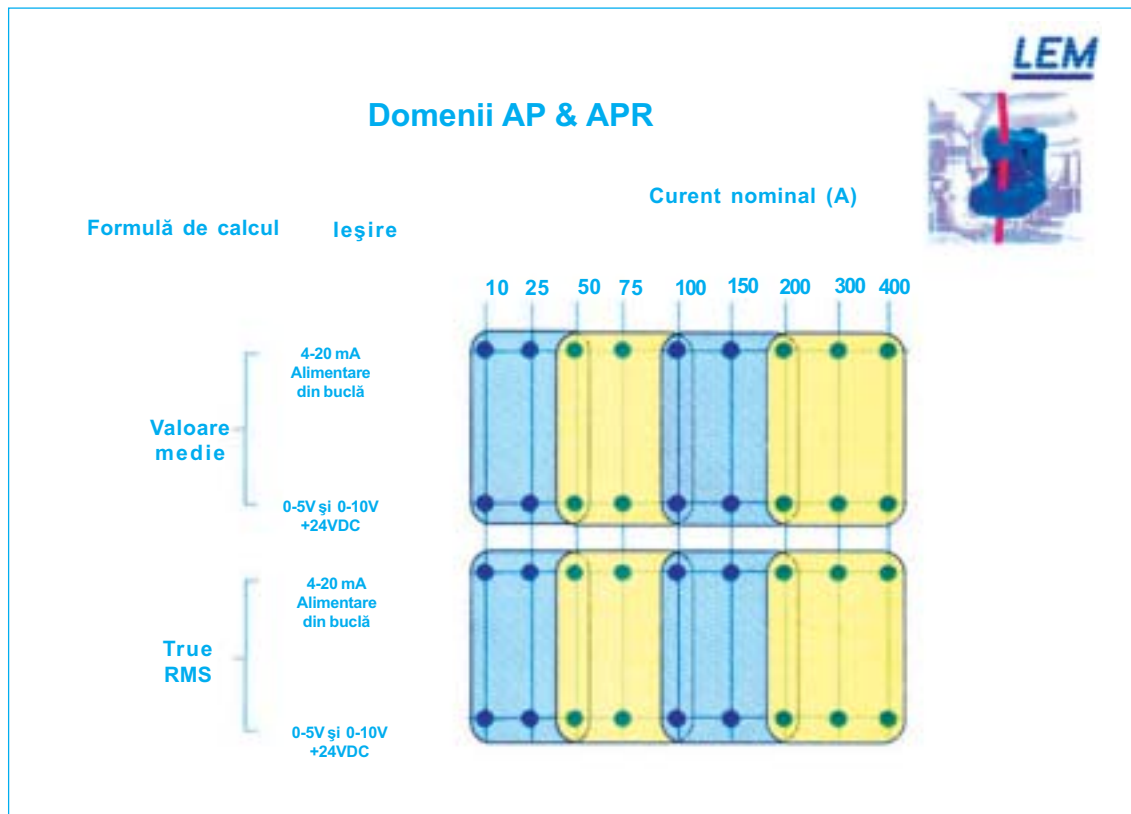 LEM
Domenii AP & APR
Curent nominal (A)
Formulă de calcul
Ieşire
10 25 50 75 100 150 200 300 400
4-20 mA
Alimentare
din buclă
Valoare
medie
0-5V şi 0-10V
+24VDC
4-20 mA
Alimentare
din buclă
True
RMS
0-5V şi 0-10V
+24VDC